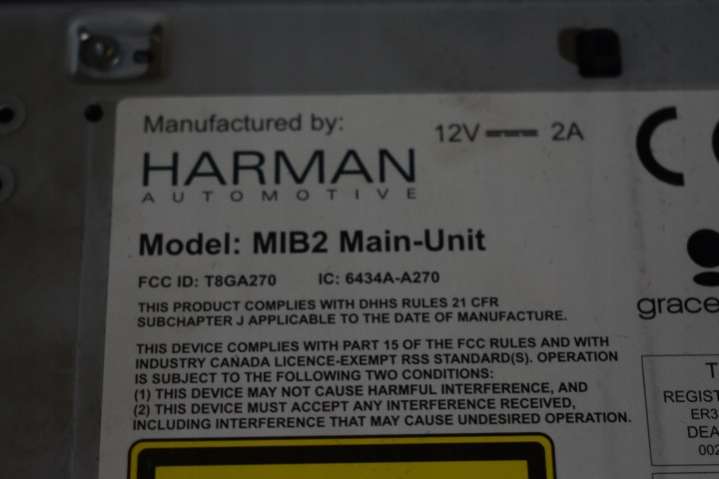 Manufactured by:
12V 2A
HARMAN
AUTOMOTIVE
Model: MIB2 Main-Unit
FCC ID: T8GA270 IC: 6434A-A270
THIS PRODUCT COMPLIES WITH DHHS RULES 21 CFR
SUBCHAPTER J APPLICABLE TO THE DATE OF MANUFACTURE.
THIS DEVICE COMPLIES WITH PART 15 OF THE FCC RULES AND WITH
INDUSTRY CANADA LICENCE-EXEMPT RSS STANDARD(S). OPERATION
IS SUBJECT TO THE FOLLOWING TWO CONDITIONS:
(1) THIS DEVICE MAY NOT CAUSE HARMFUL INTERFERENCE, AND
(2) THIS DEVICE MUST ACCEPT ANY INTERFERENCE RECEIVED,
INCLUDING INTERFERENCE THAT MAY CAUSE UNDESIRED OPERATION.
grace
T
REGIST
ER3
DEA
002